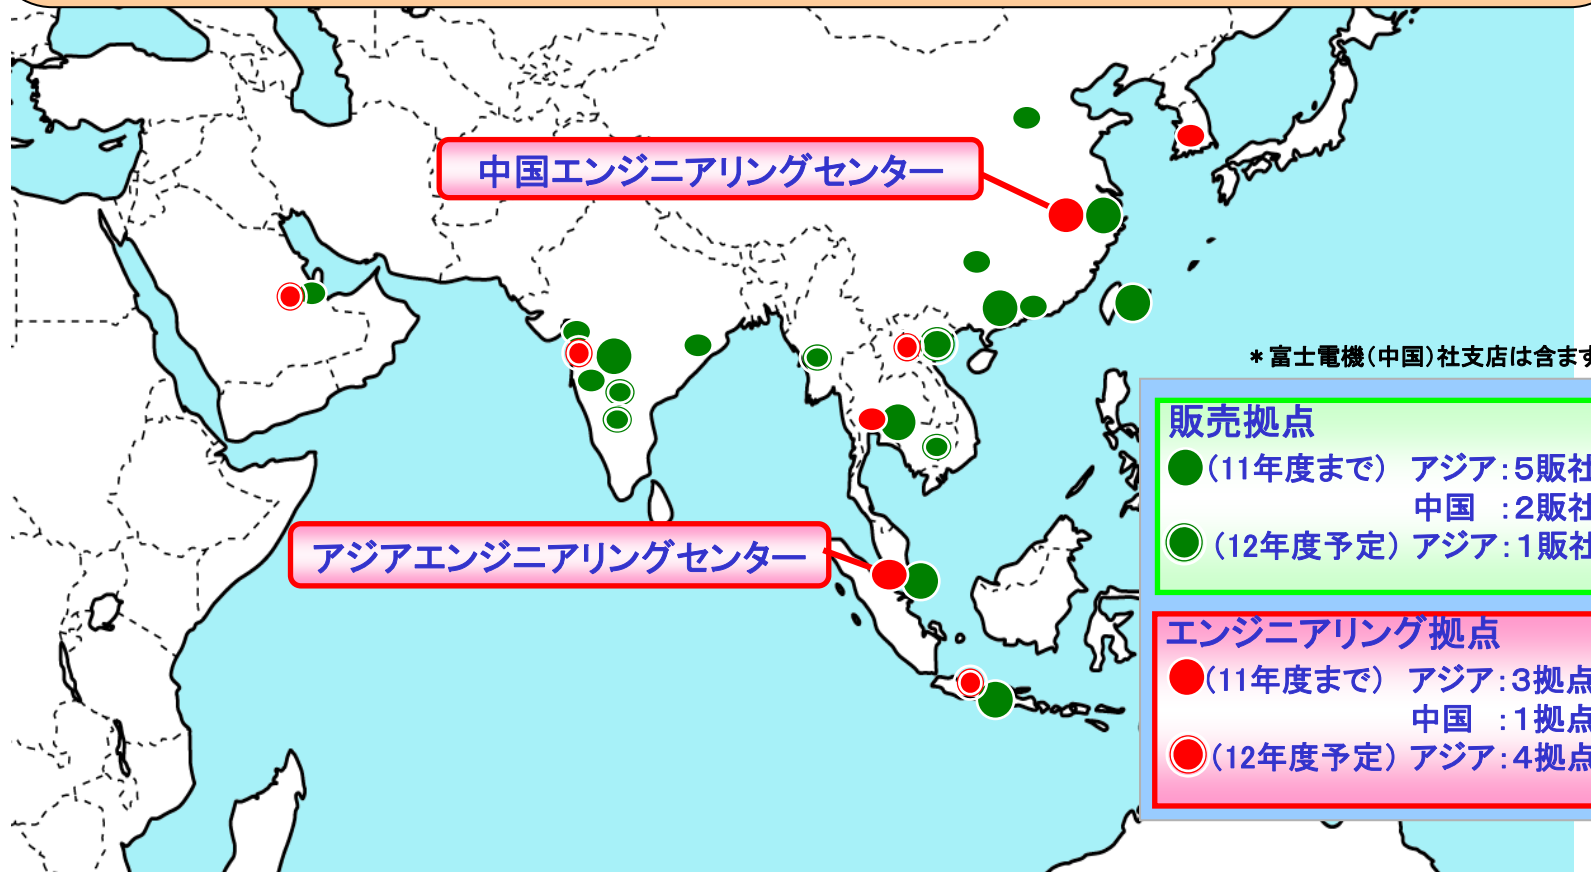 中国エンジニアリングセンター
*富士電機(中国)社支店は含ます
販売拠点
(11年度まで) アジア:5販社
中国 :2販社
(12年度予定) アジア:1販社
アジアエンジニアリングセンター
エンジニアリング拠点
(11年度まで) アジア:3拠点
中国 :1拠点
(12年度予定) アジア:4拠点